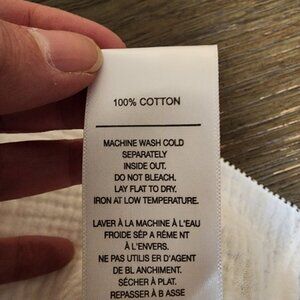 100% COTTON
MACHINE WASH COLD
SEPARATELY
INSIDE OUT.
DO NOT BLEACH.
LAY FLAT TO DRY.
IRON AT LOW TEMPERATURE.
LAVER À LA MACHINE À L'EAU
FROIDE SÉP A RÉME NT
À L'ENVERS.
NE PAS UTILIS ER D'AGENT
DE BL ANCHIMENT.
SÉCHER À PLAT.
REPASSER À B ASSE